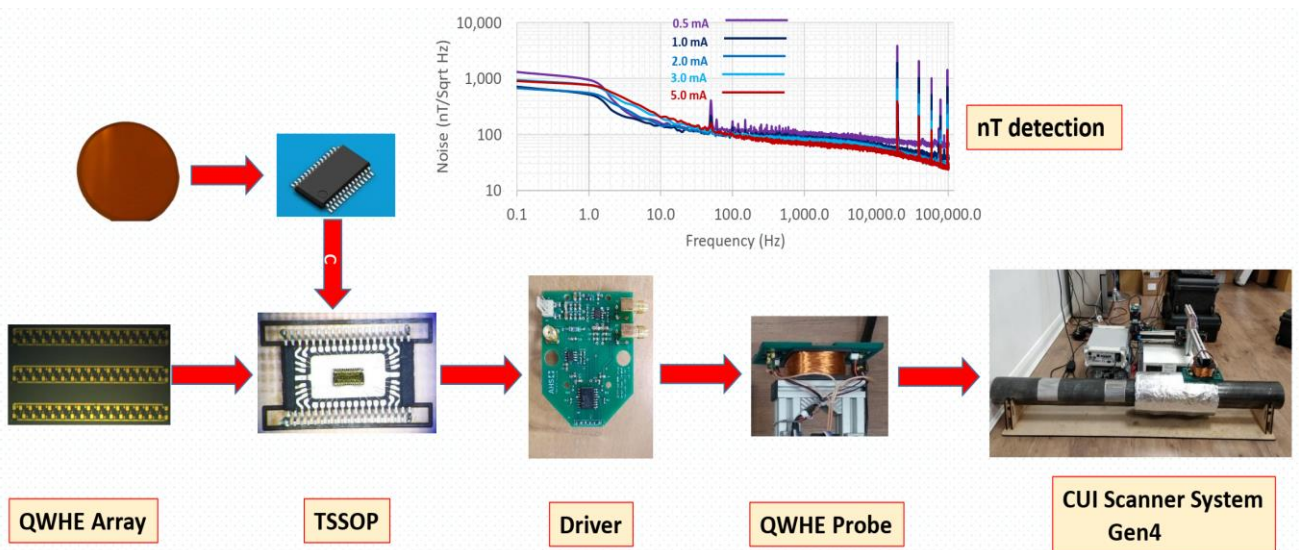 10,000
1,000
100
10
Noise (nT/Sqrt Hz)
0.5 mA
1.0 mA
2.0 mA
3.0 mA
5.0 mA
0.1 1.0 10.0 100.0 1,000.0 10,000.0 100,000.0
Frequency (Hz)
nT detection
C
QWHE Array
TSSOP
Driver
QWHE Probe
CUI Scanner System
Gen4